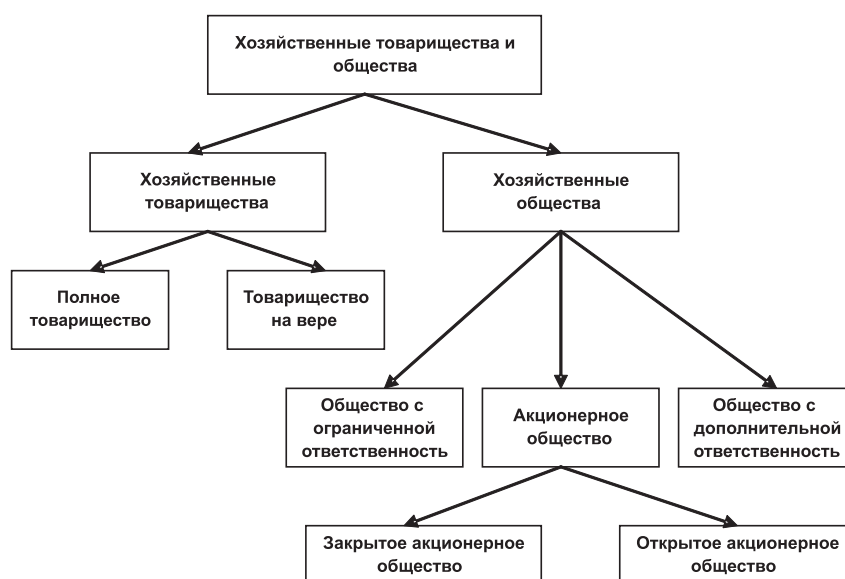 Хозяйственные товарищества и
общества
Хозяйственные
товарищества
Хозяйственные
общества
Полное
товарищество
Товарищество
на вере
Общество с
ограниченной
ответственность
Акционерное
общество
Общество с
дополнительной
ответственность
Закрытое акционерное
общество
Открытое акционерное
общество